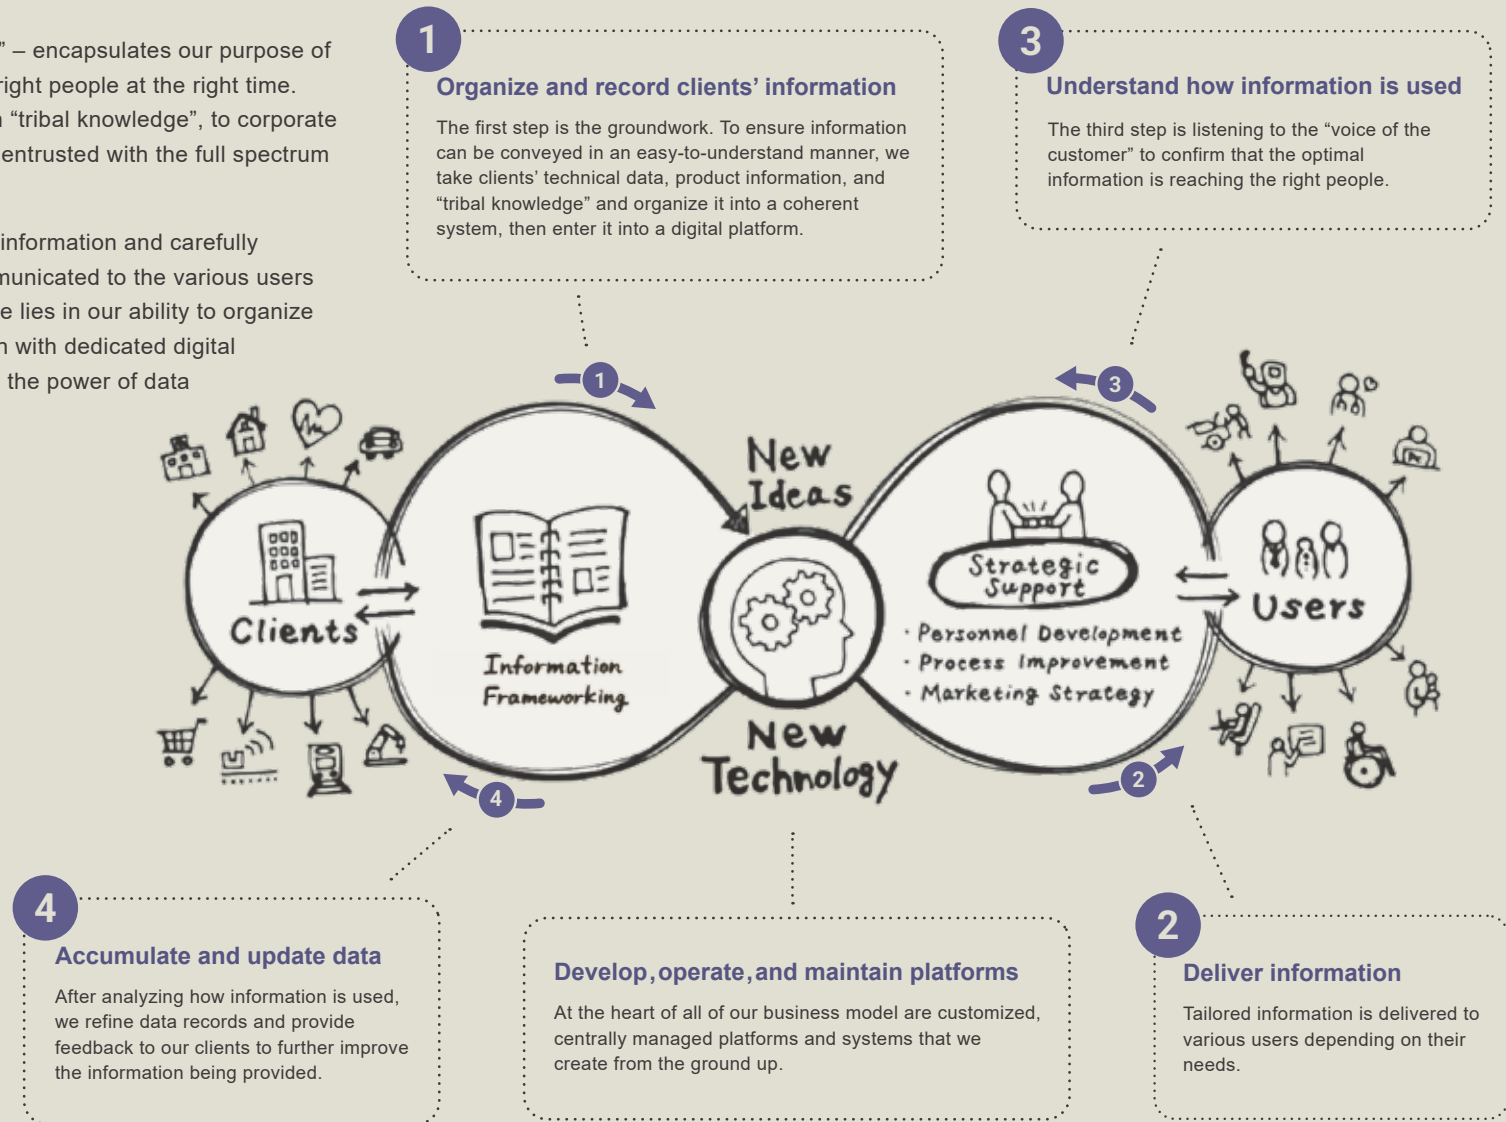 ” – encapsulates our purpose of
right people at the right time.
“tribal knowledge”, to corporate
entrusted with the full spectrum
information and carefully
municated to the various users
e lies in our ability to organize
n with dedicated digital
the power of data
1
Organize and record clients’ information
The first step is the groundwork. To ensure information
can be conveyed in an easy-to-understand manner, we
take clients’ technical data, product information, and
“tribal knowledge” and organize it into a coherent
system, then enter it into a digital platform.
3
Understand how information is used
The third step is listening to the “voice of the
customer” to confirm that the optimal
information is reaching the right people.
1
3
New
Ideas
Clients
Information
Frameworking
Strategic
Support
· Personnel Development
· Process Improvement
· Marketing Strategy
Users
New
Technology
4
2
4
Accumulate and update data
After analyzing how information is used,
we refine data records and provide
feedback to our clients to further improve
the information being provided.
Develop, operate, and maintain platforms
At the heart of all of our business model are customized,
centrally managed platforms and systems that we
create from the ground up.
2
Deliver information
Tailored information is delivered to
various users depending on their
needs.